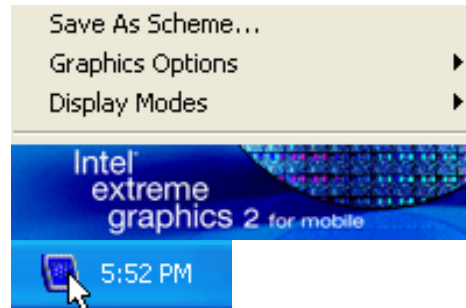 Save As Scheme...
Graphics Options
Display Modes
Intel®
extreme
graphics 2 for mobile
5:52 PM